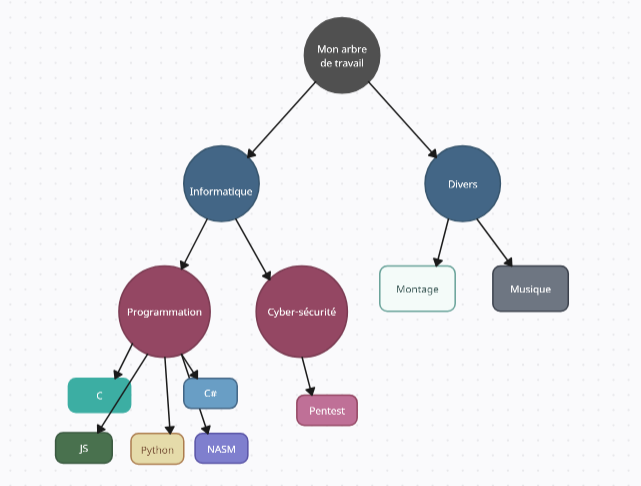 Mon arbre
de travail
Informatique
Divers
Programmation
Cyber-sécurité
Montage
Musique
C
C#
Pentest
JS
Python
NASM